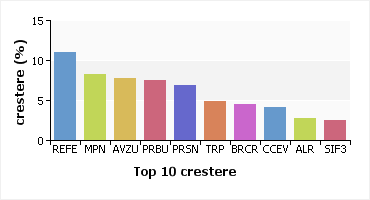 15
10
5
0
crestere (%)
REFE MPN AVZU PRBU PRSN TRP BRCR CCEV ALR SIF3
Top 10 crestere